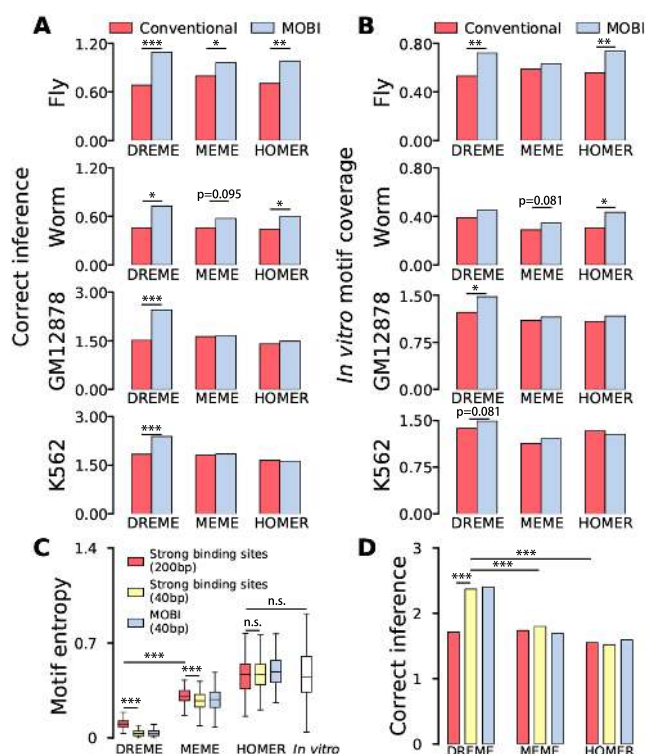 A
Conventional MOBI
Correct inference
Fly
1.20
0.60
0.00
***
*
**
DREME MEME HOMER
Worm
1.20
0.60
0.00
*
p=0.095
*
DREME MEME HOMER
GM12878
3.00
1.50
0.00
***
DREME MEME HOMER
K562
3.00
1.50
0.00
***
DREME MEME HOMER
B
Conventional MOBI
In vitro motif coverage
Fly
0.80
0.40
0.00
**
**
DREME MEME HOMER
Worm
0.80
0.40
0.00
p=0.081
*
DREME MEME HOMER
GM12878
1.50
0.75
0.00
*
DREME MEME HOMER
K562
1.50
0.75
0.00
p=0.081
DREME MEME HOMER
C
Motif entropy
1.4
0.7
0
Strong binding sites
(200bp)
Strong binding sites
(40bp)
MOBI
(40bp)
***
***
***
n.s.
n.s.
DREME MEME HOMER In vitro
D
Correct inference
3
2
1
0
***
***
***
DREME MEME HOMER